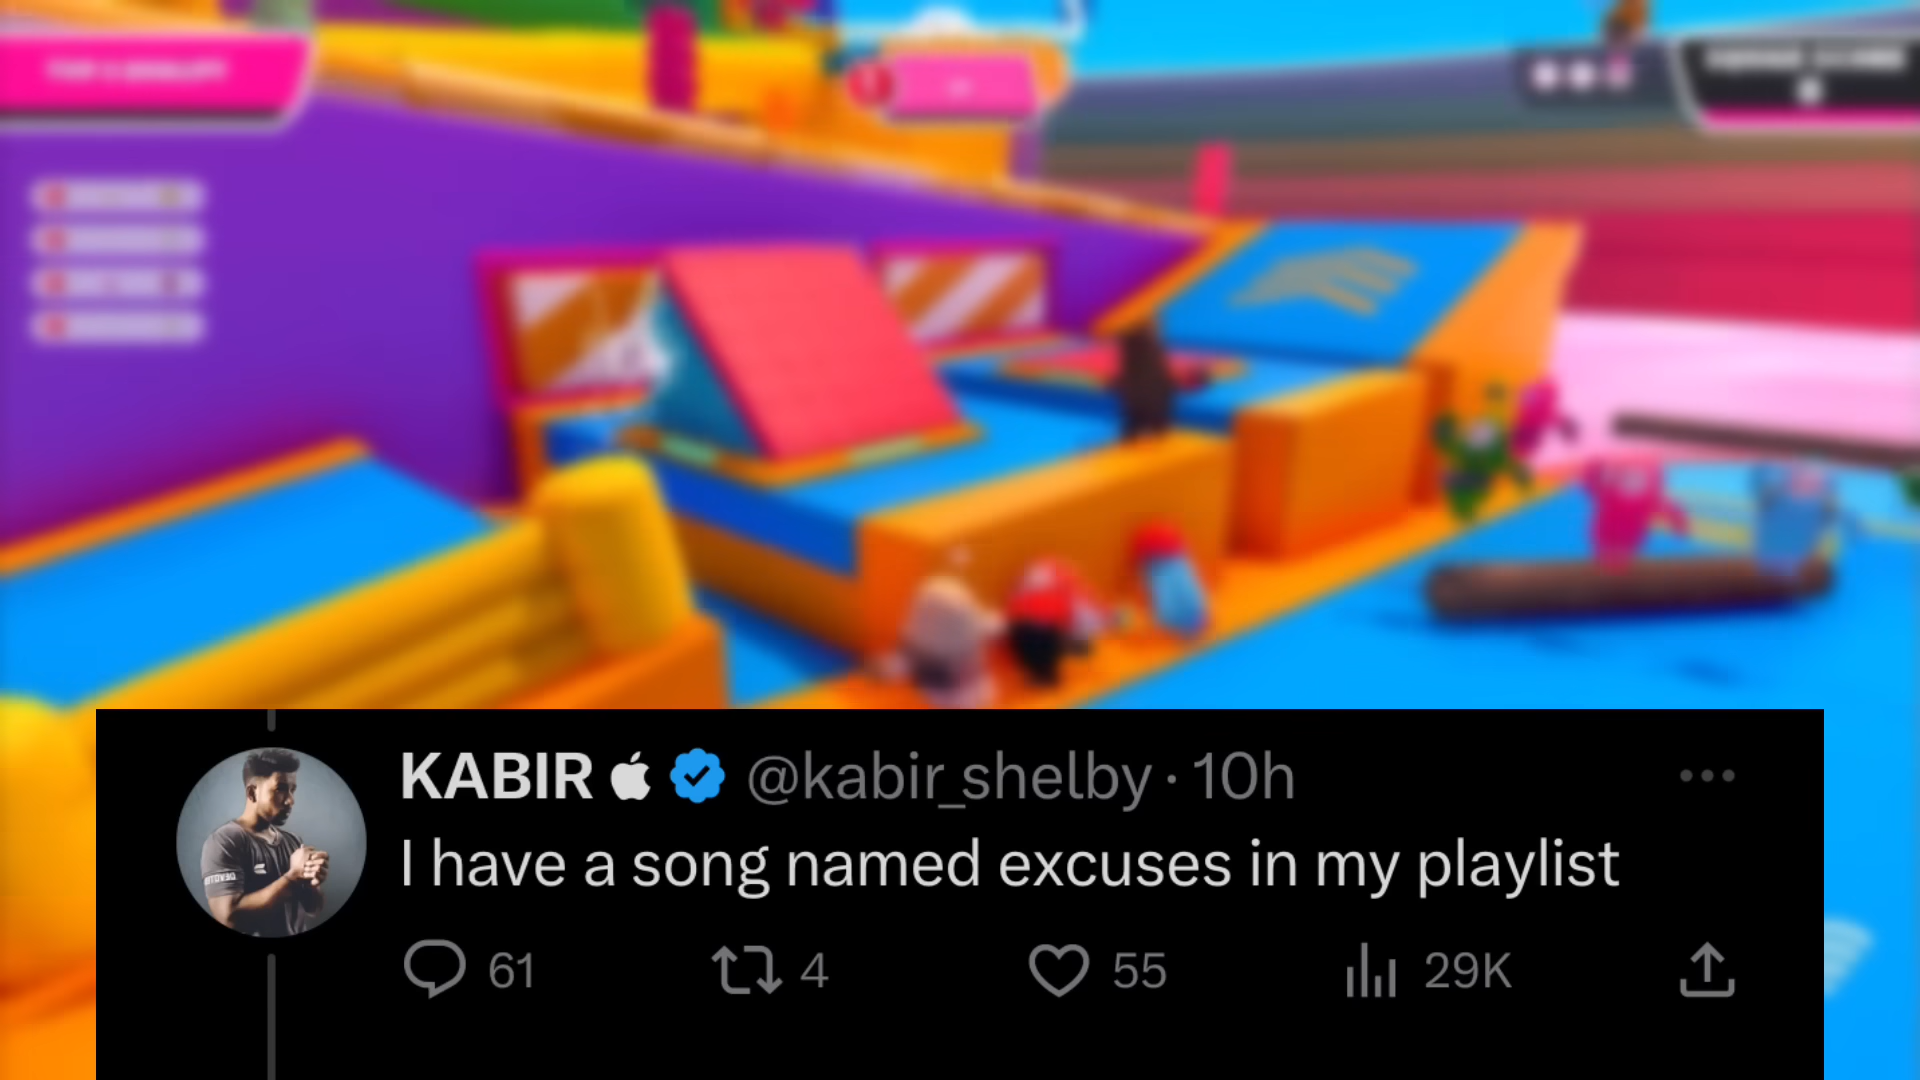 KABIR @kabir_shelby · 10h
I have a song named excuses in my playlist
61 4 55 29K